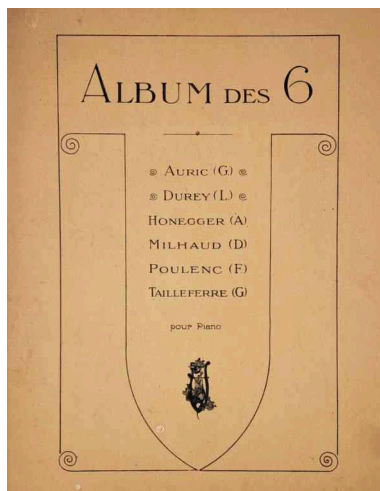 ALBUM DES 6
AURIC (G.)
DUREY (L.)
HONEGGER (A)
MILHAUD (D)
POULENC (F)
TAILLEFERRE (G)
pour Piano